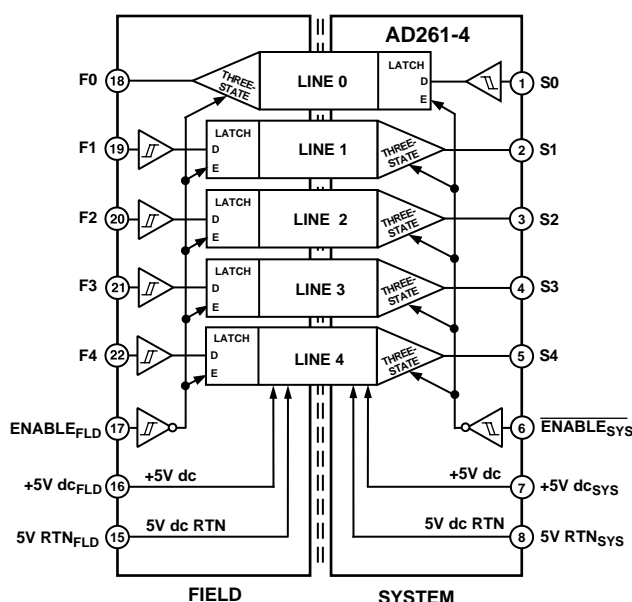 AD261-4
F0 18 THREE-STATE LINE 0 LATCH D E 1 S0
F1 19 LATCH D E LINE 1 THREE-STATE 2 S1
F2 20 LATCH D E LINE 2 THREE-STATE 3 S2
F3 21 LATCH D E LINE 3 THREE-STATE 4 S3
F4 22 LATCH D E LINE 4 THREE-STATE 5 S4
ENABLEFLD 17 6 ENABLESYS
+5V dcFLD 16 +5V dc +5V dc 7 +5V dcSYS
5V RTNFLD 15 5V dc RTN 5V dc RTN 8 5V RTNSYS
FIELD SYSTEM